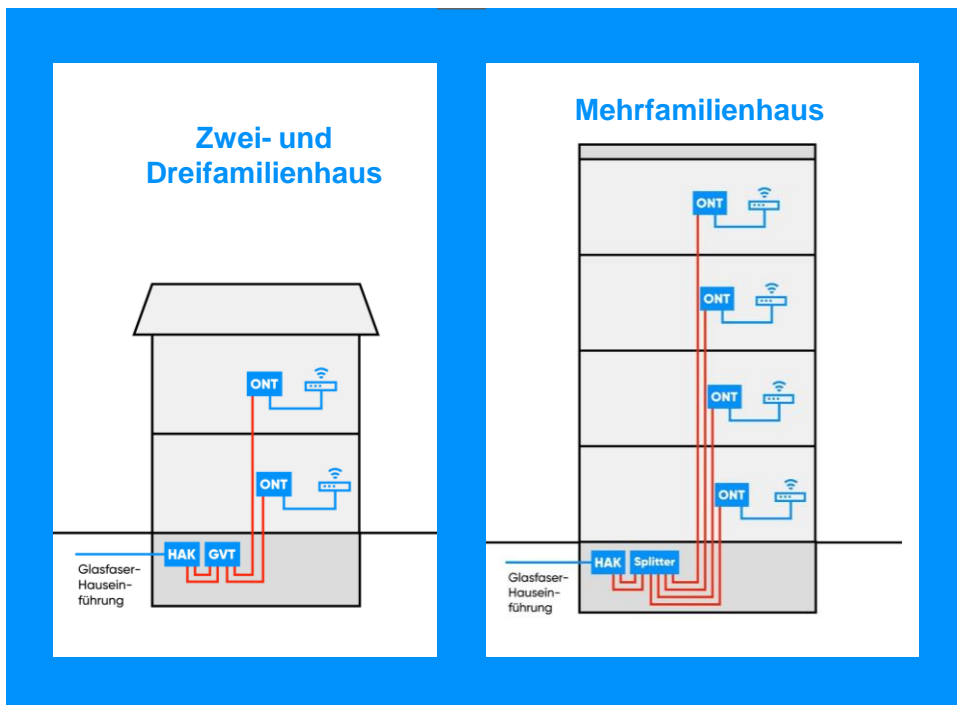 Zwei- und
Dreifamilienhaus
ONT
ONT
HAK GVT
Glasfaser-
Hausein-
führung
Mehrfamilienhaus
ONT
ONT
ONT
ONT
HAK Splitter
Glasfaser-
Hausein-
führung